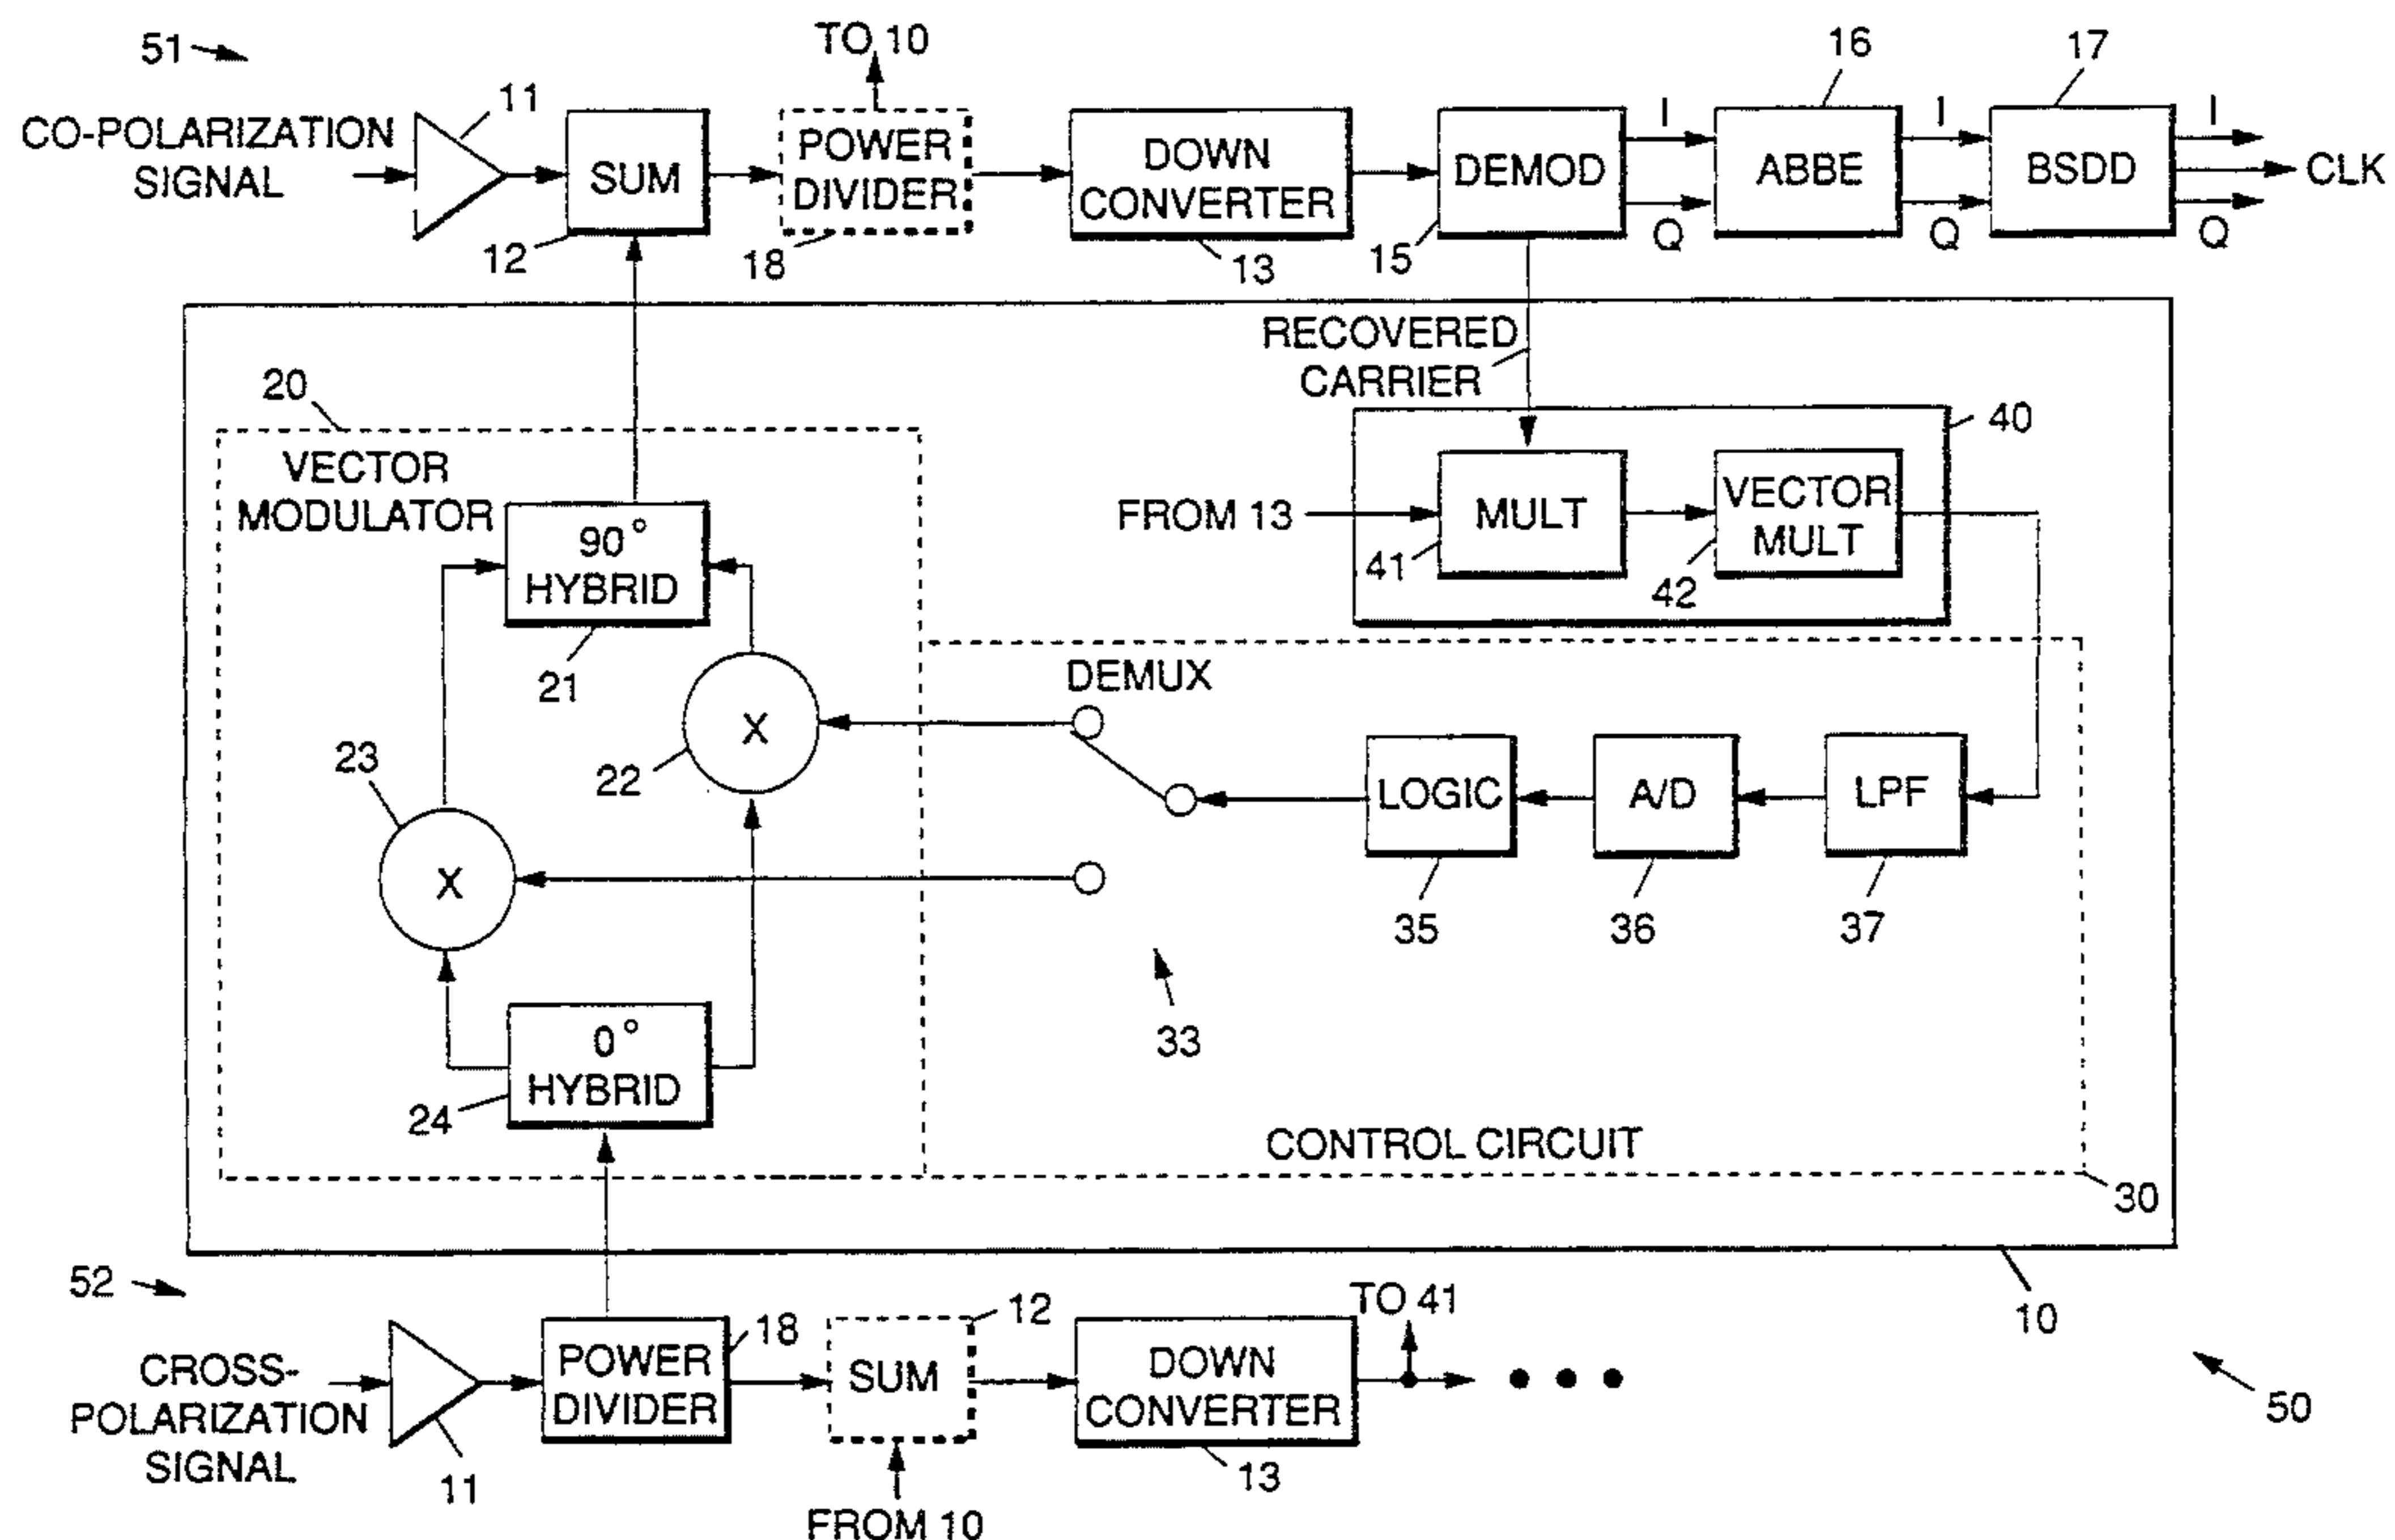 51
TO 10
16
17
11
CO-POLARIZATION
SIGNAL
SUM
POWER
DIVIDER
DOWN
CONVERTER
DEMOD
I
Q
ABBE
I
Q
BSDD
I
CLK
Q
12
18
13
15
RECOVERED
CARRIER
20
40
VECTOR
MODULATOR
90°
HYBRID
FROM 13
MULT
VECTOR
MULT
41
42
21
DEMUX
X
22
23
X
LOGIC
A/D
LPF
35
36
37
33
0°
HYBRID
24
CONTROL CIRCUIT
30
52
10
TO 41
12
18
CROSS-
POLARIZATION
SIGNAL
POWER
DIVIDER
SUM
DOWN
CONVERTER
50
11
13
FROM 10